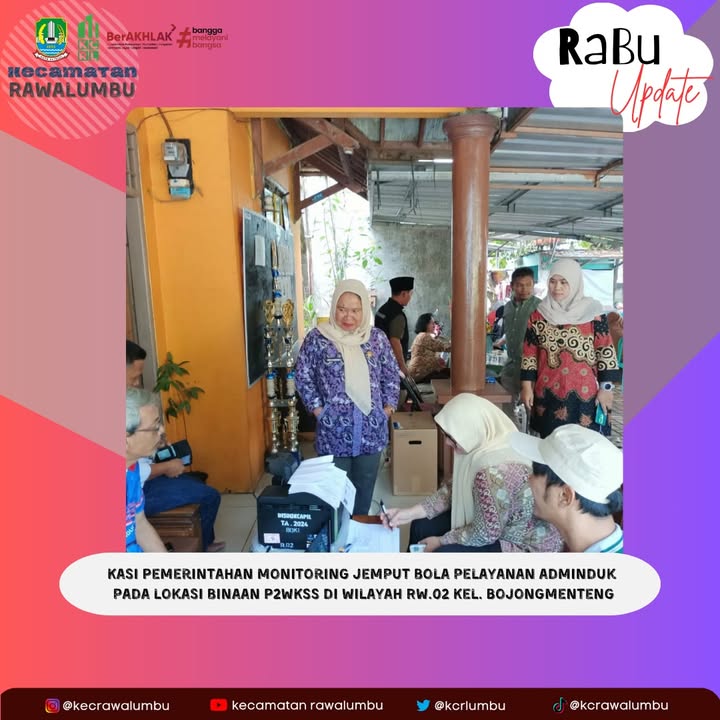 BerAKHLAK
#bangga
melayani
bangsa
Kecamatan
RAWALUMBU
RaBu
Update
DISDUKCAPIL
TA. 2024
KASI PEMERINTAHAN MONITORING JEMPUT BOLA PELAYANAN ADMINDUK
PADA LOKASI BINAAN P2WKSS DI WILAYAH RW.02 KEL. BOJONGMENTENG
@kecrawalumbu
kecamatan rawalumbu
@kcrlumbu
@kcrawalumbu